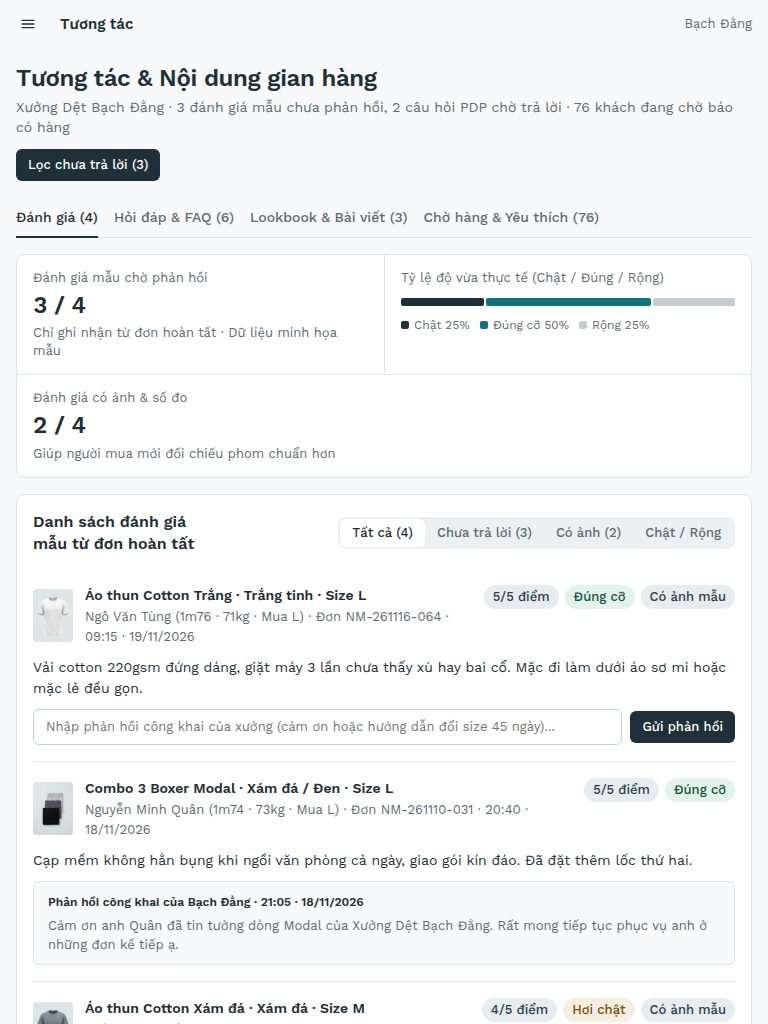 Tương tác
Bạch Đằng
Tương tác & Nội dung gian hàng
Xưởng Dệt Bạch Đằng · 3 đánh giá mẫu chưa phản hồi, 2 câu hỏi PDP chờ trả lời · 76 khách đang chờ báo
có hàng
Lọc chưa trả lời (3)
Đánh giá (4)
Hỏi đáp & FAQ (6)
Lookbook & Bài viết (3)
Chờ hàng & Yêu thích (76)
Đánh giá mẫu chờ phản hồi
3 / 4
Chỉ ghi nhận từ đơn hoàn tất · Dữ liệu minh họa
mẫu
Tỷ lệ độ vừa thực tế (Chật / Đúng / Rộng)
Chật 25%
Đúng cỡ 50%
Rộng 25%
Đánh giá có ảnh & số đo
2 / 4
Giúp người mua mới đối chiếu phom chuẩn hơn
Danh sách đánh giá
mẫu từ đơn hoàn tất
Tất cả (4)
Chưa trả lời (3)
Có ảnh (2)
Chật / Rộng
Áo thun Cotton Trắng · Trắng tinh · Size L
Ngô Văn Tùng (1m76 · 71kg · Mua L) · Đơn NM-261116-064 ·
09:15 · 19/11/2026
5/5 điểm
Đúng cỡ
Có ảnh mẫu
Vải cotton 220gsm đứng dáng, giặt máy 3 lần chưa thấy xù hay bai cổ. Mặc đi làm dưới áo sơ mi hoặc
mặc lẻ đều gọn.
Nhập phản hồi công khai của xưởng (cảm ơn hoặc hướng dẫn đổi size 45 ngày)...
Gửi phản hồi
Combo 3 Boxer Modal · Xám đá / Đen · Size L
Nguyễn Minh Quân (1m74 · 73kg · Mua L) · Đơn NM-261110-031 · 20:40 ·
18/11/2026
5/5 điểm
Đúng cỡ
Cạp mềm không hằn bụng khi ngồi văn phòng cả ngày, giao gói kín đáo. Đã đặt thêm lốc thứ hai.
Phản hồi công khai của Bạch Đằng · 21:05 · 18/11/2026
Cảm ơn anh Quân đã tin tưởng dòng Modal của Xưởng Dệt Bạch Đằng. Rất mong tiếp tục phục vụ anh ở
những đơn kế tiếp ạ.
Áo thun Cotton Xám đá · Xám đá · Size M
4/5 điểm
Hơi chật
Có ảnh mẫu